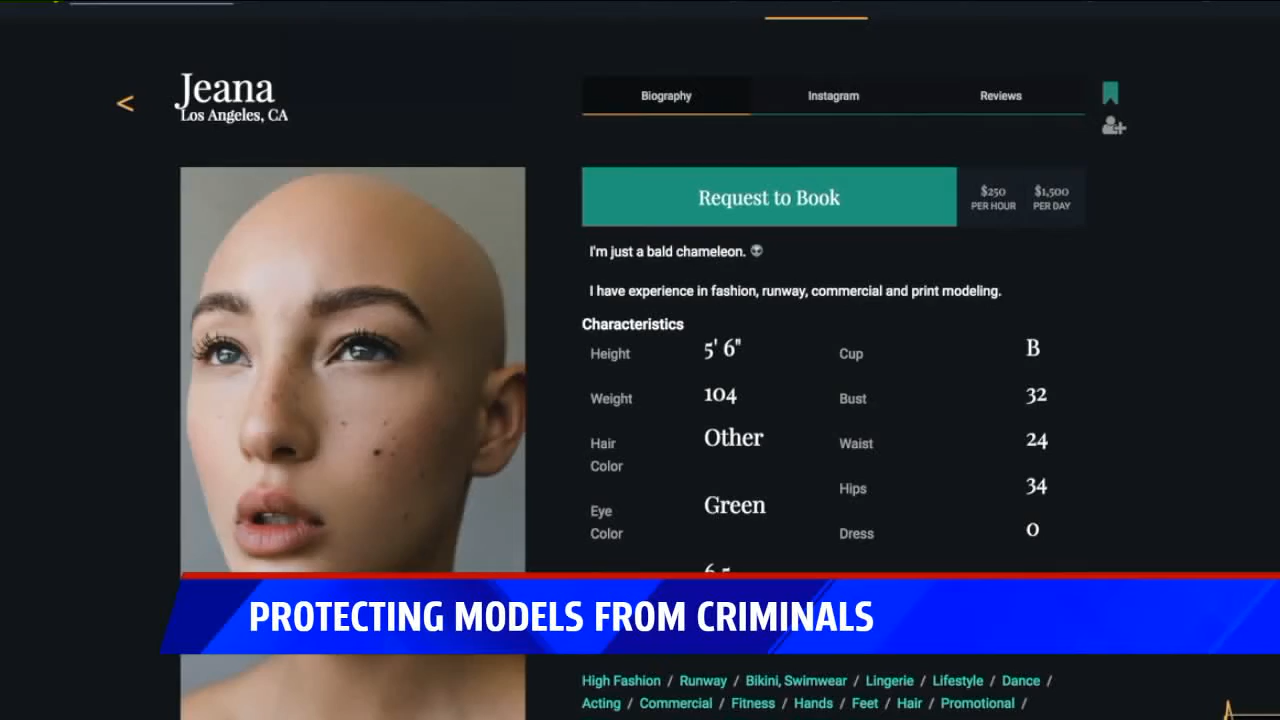 <
Jeana
Los Angeles, CA
Biography
Instagram
Reviews
Request to Book
$250
PER HOUR
$1,500
PER DAY
I'm just a bald chameleon. 👽
I have experience in fashion, runway, commercial and print modeling.
Characteristics
Height 5' 6" Cup B
Weight 104 Bust 32
Hair Color Other Waist 24
Hips 34
Eye Color Green Dress 0
PROTECTING MODELS FROM CRIMINALS
High Fashion / Runway / Bikini, Swimwear / Lingerie / Lifestyle / Dance /
Acting / Commercial / Fitness / Hands / Feet / Hair / Promotional /